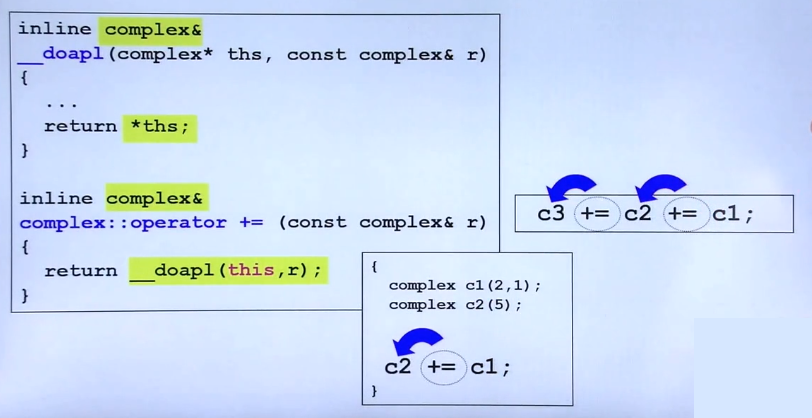 inline complex&
__doapl(complex* ths, const complex& r)
{
...
return *ths;
}
inline complex&
complex::operator += (const complex& r)
{
return __doapl(this,r);
}
c3 += c2 += c1;
{
complex c1(2,1);
complex c2(5);
c2 += c1;
}